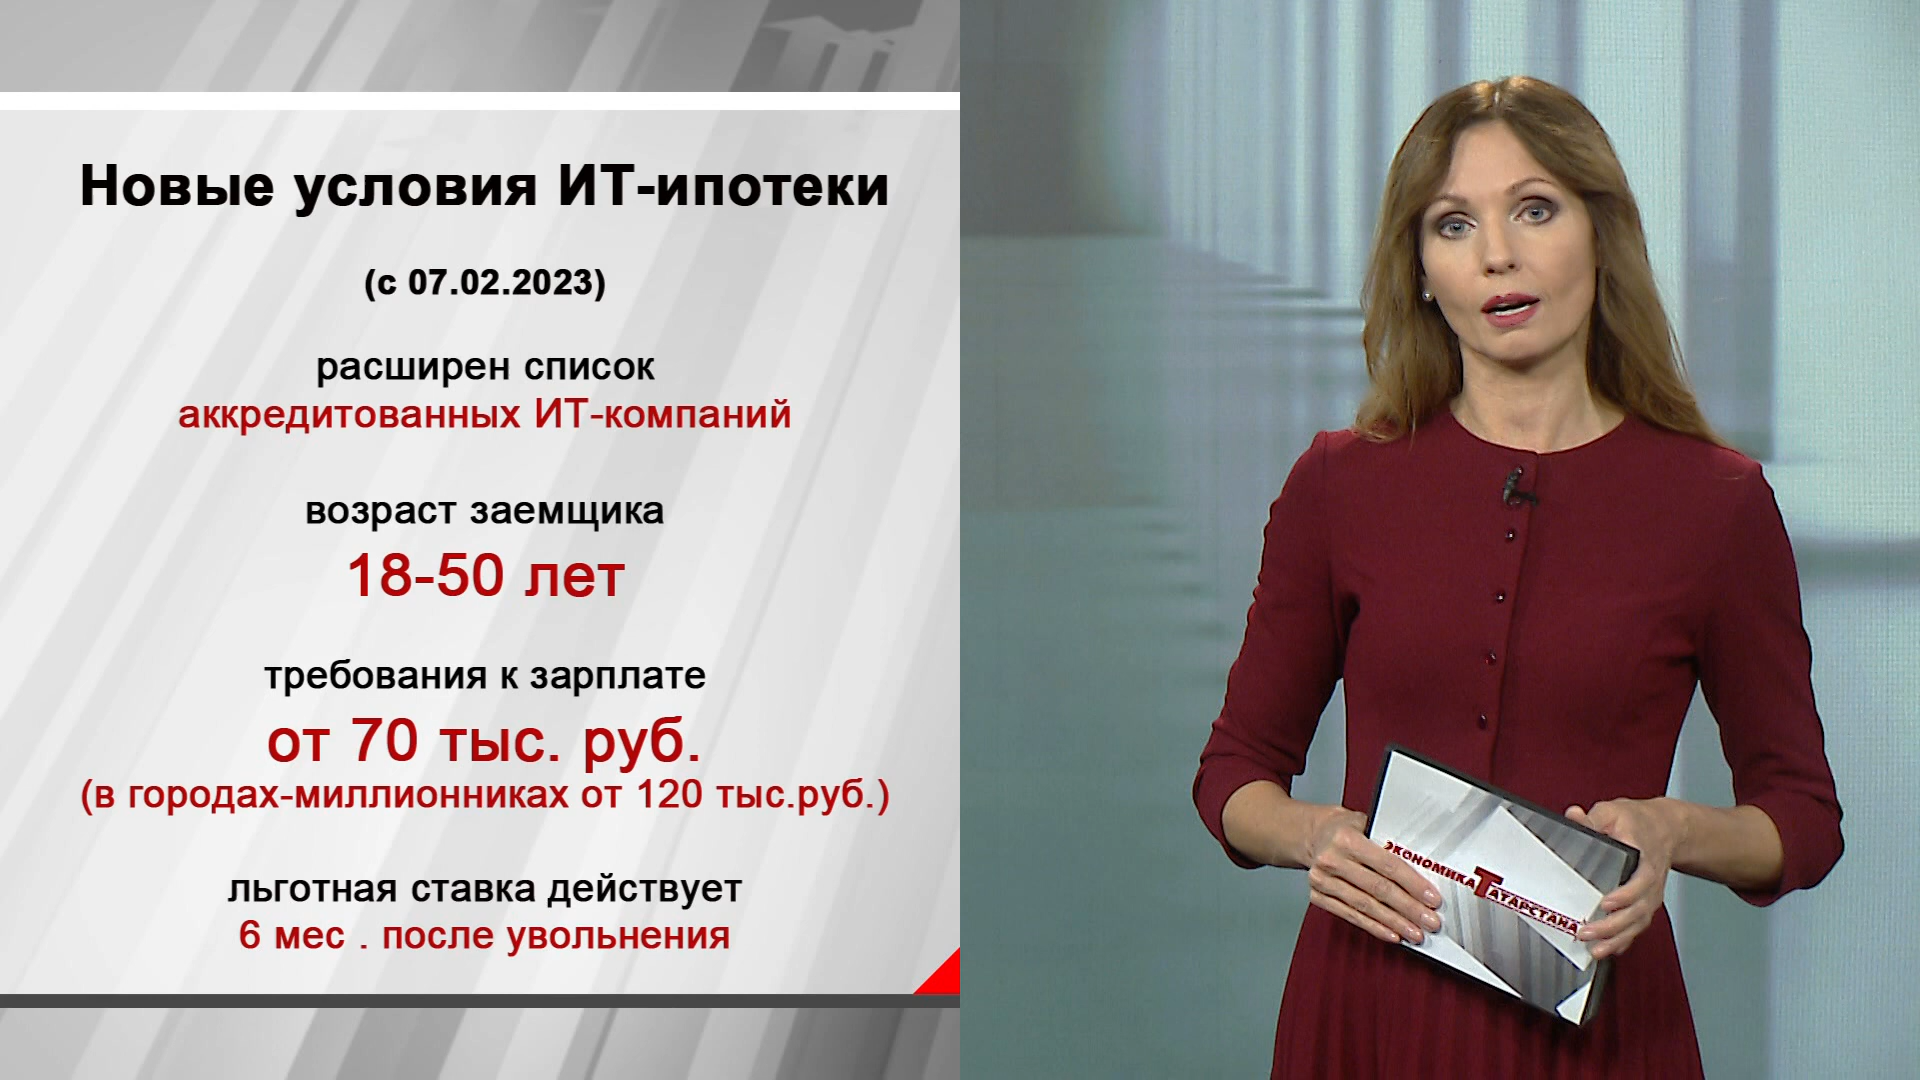 Новые условия ИТ-ипотеки
(с 07.02.2023)
расширен список
аккредитованных ИТ-компаний
возраст заемщика
18-50 лет
требования к зарплате
от 70 тыс. руб.
(в городах-миллионниках от 120 тыс.руб.)
льготная ставка действует
6 мес . после увольнения
ЭКОНОМИКА ТАТАРСТАНА